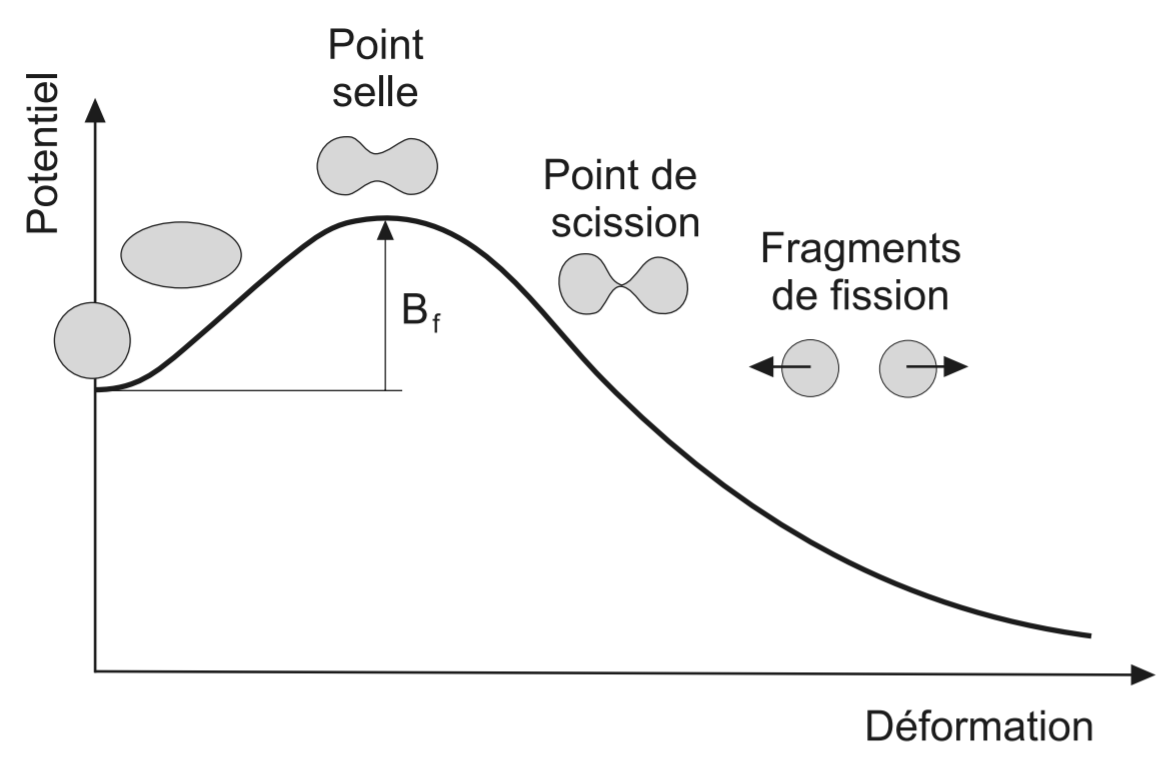 Potentiel
Point
selle
Point de
scission
Fragments
de fission
Bf
Déformation